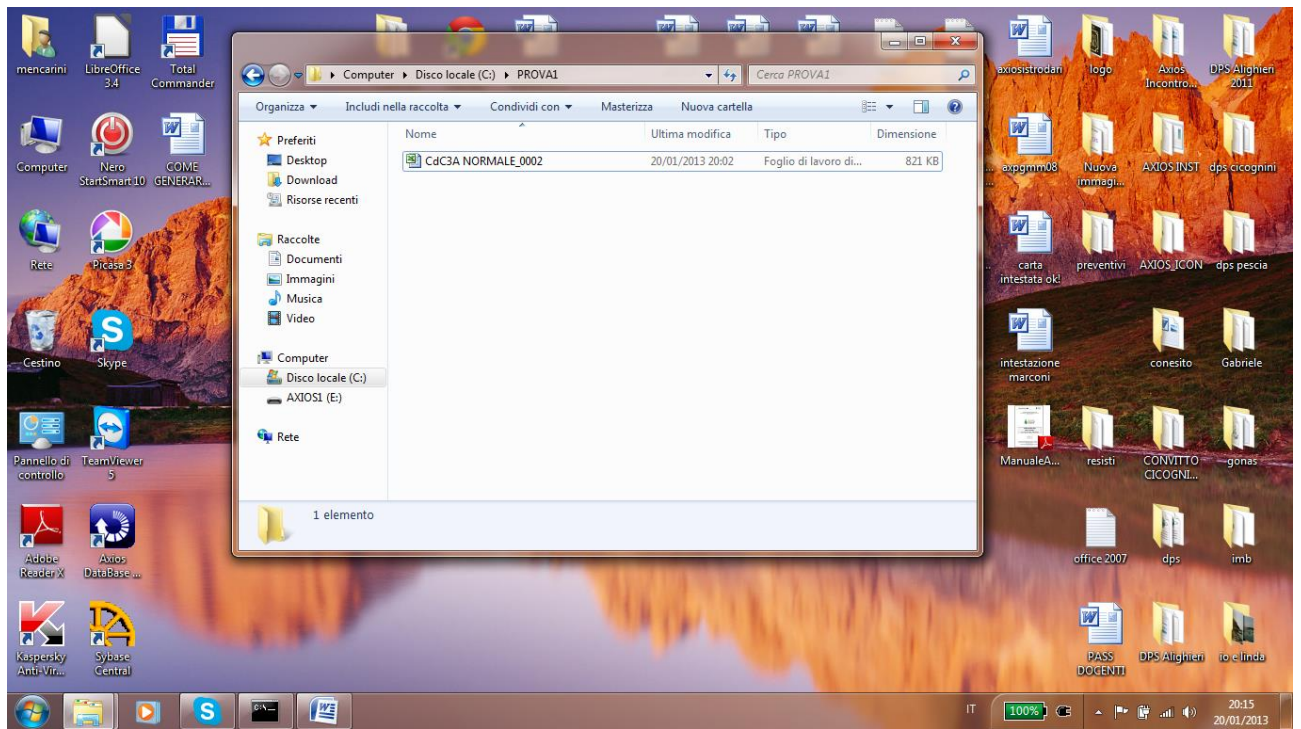 mencarini
LibreOffice
3.4
Total
Commander
Computer
Nero
StartSmart 10
COME
GENERAR...
Rete
Picasa 3
Cestino
Skype
Pannello di
controllo
TeamViewer
5
Adobe
Reader X
Axios
DataBase ...
Kaspersky
Anti-Vir...
Sybase
Central
Computer
Disco locale (C:)
PROVA1
Cerca PROVA1
Organizza
Includi nella raccolta
Condividi con
Masterizza
Nuova cartella
Preferiti
Desktop
Download
Risorse recenti
Raccolte
Documenti
Immagini
Musica
Video
Computer
Disco locale (C:)
AXIOS1 (E:)
Rete
Nome
Ultima modifica
Tipo
Dimensione
CdC3A NORMALE_0002
20/01/2013 20:02
Foglio di lavoro di...
821 KB
1 elemento
axiosistrodari
logo
Axios
Incontro...
DPS Alighieri
2011
axpgmm08
Nuova
immagi...
AXIOS INST
dps cicognini
carta
intestata ok!
preventivi
AXIOS_ICON
dps pescia
intestazione
marconi
conesito
Gabriele
ManualeA...
resisti
CONVITTO
CICOGNI...
gonas
office 2007
dps
imb
PASS
DOCENTI
DPS Alighieri
io e linda
C:\_
IT
100%
20:15
20/01/2013